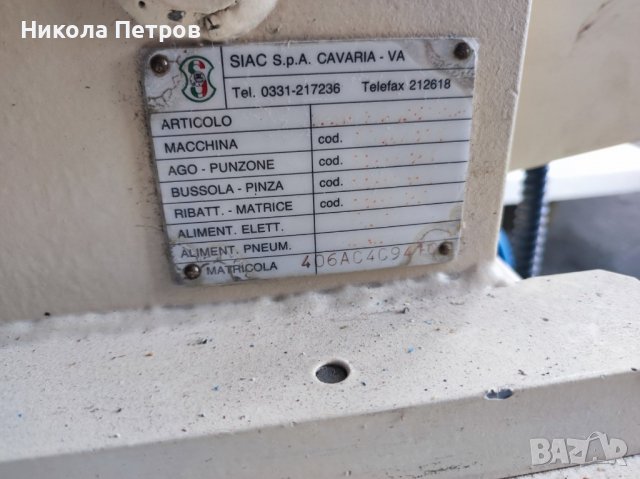 Никола Петров
SIAC S.p.A. CAVARIA - VA
Tel. 0331-217236 Telefax 212618
ARTICOLO
MACCHINA cod.
AGO - PUNZONE cod.
BUSSOLA - PINZA cod.
RIBATT. - MATRICE cod.
ALIMENT. ELETT.
ALIMENT. PNEUM.
MATRICOLA
BAZAR